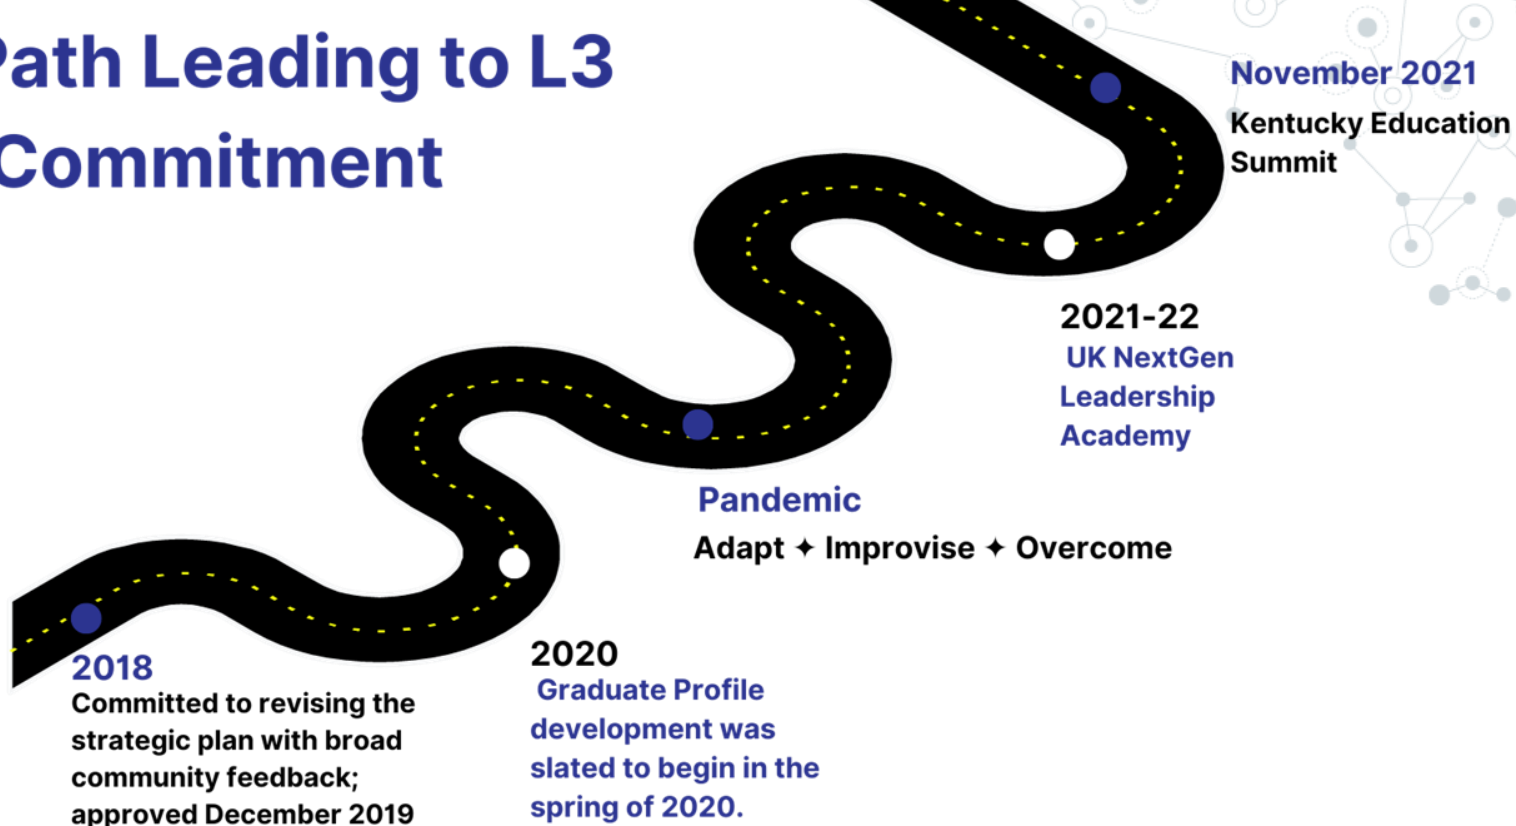 Path Leading to L3
Commitment
November 2021
Kentucky Education
Summit
2021-22
UK NextGen
Leadership
Academy
Pandemic
Adapt ✦ Improvise ✦ Overcome
2020
Graduate Profile
development was
slated to begin in the
spring of 2020.
2018
Committed to revising the
strategic plan with broad
community feedback;
approved December 2019